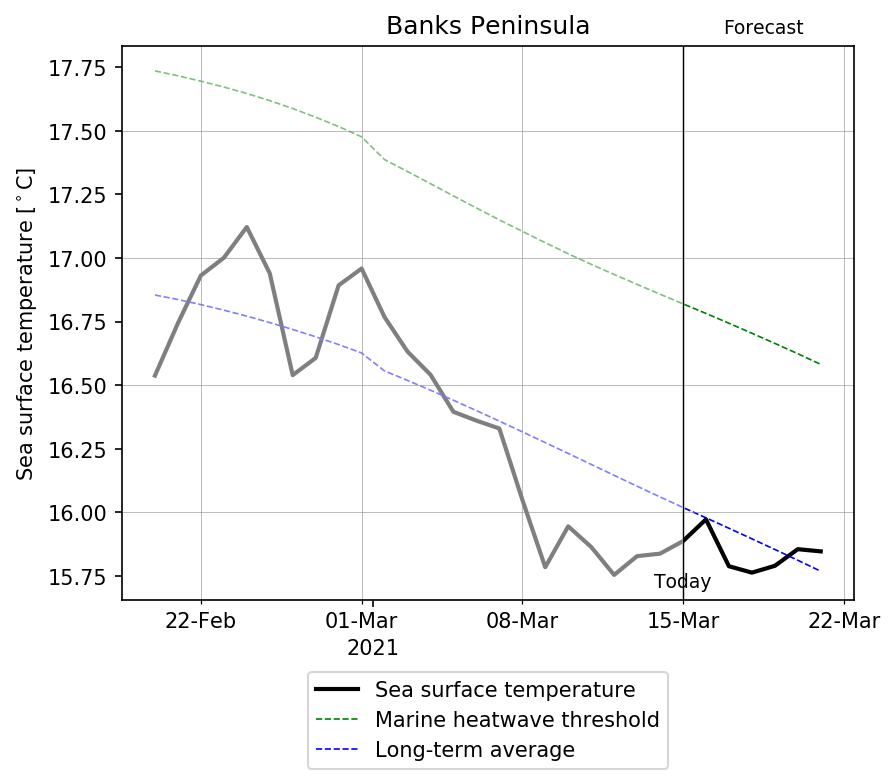 Banks Peninsula
Forecast
Sea surface temperature [°C]
17.75
17.50
17.25
17.00
16.75
16.50
16.25
16.00
15.75
Today
22-Feb 01-Mar 08-Mar 15-Mar 22-Mar
2021
Sea surface temperature
Marine heatwave threshold
Long-term average